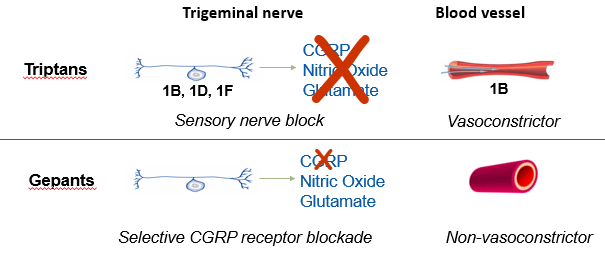 Trigeminal nerve
Blood vessel
Triptans
CGRP
Nitric Oxide
Glutamate
1B, 1D, 1F
1B
Sensory nerve block
Vasoconstrictor
Gepants
CGRP
Nitric Oxide
Glutamate
Selective CGRP receptor blockade
Non-vasoconstrictor